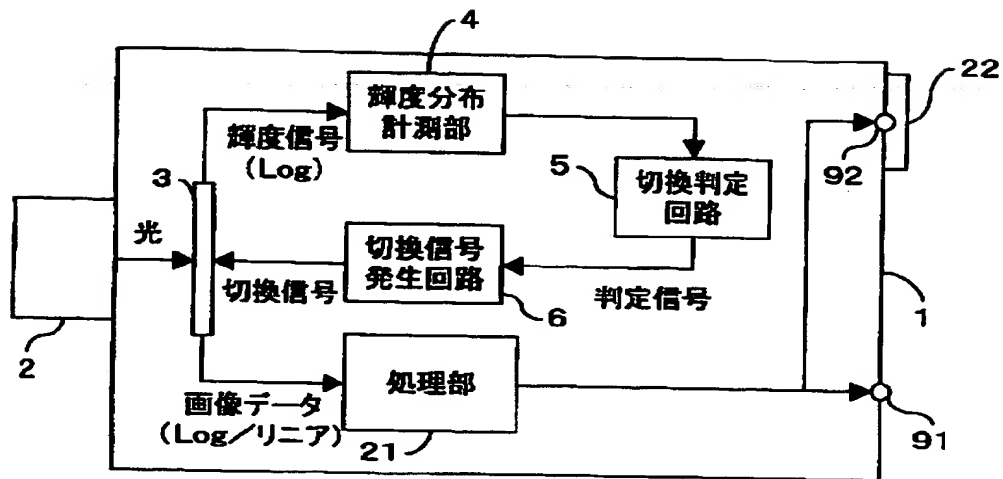 4
22
輝度分布
計測部
輝度信号
(Log)
92
3
5
切換判定
回路
光
切換信号
発生回路
切換信号
判定信号
6
1
2
処理部
画像データ
(Log/リニア)
21
91